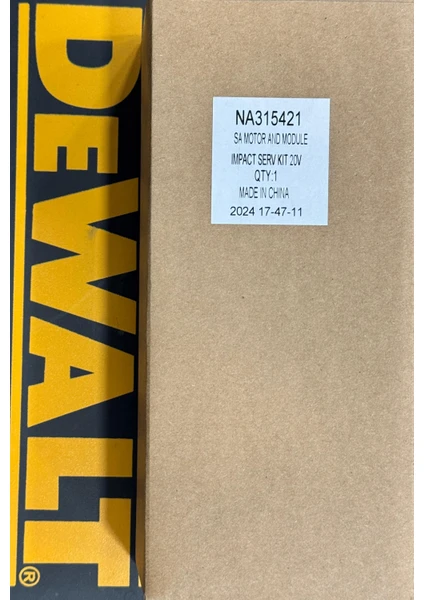 DEWALT®
NA315421
SA MOTOR AND MODULE
IMPACT SERV KIT 20V
QTY:1
MADE IN CHINA
2024 17-47-11